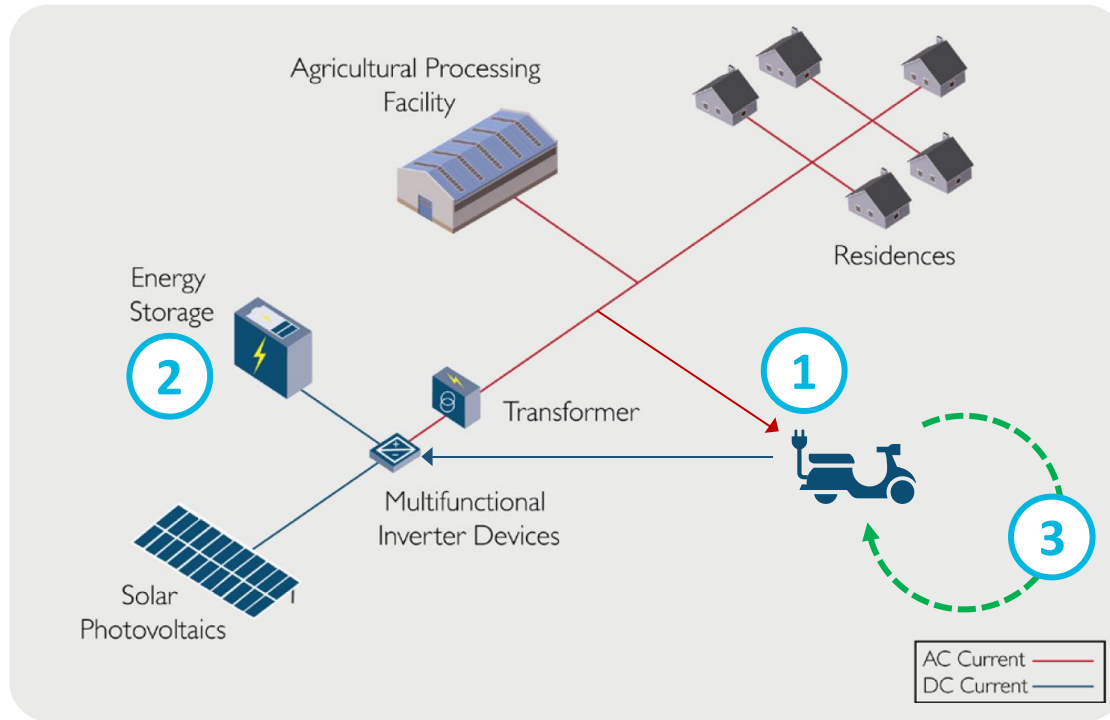 Agricultural Processing
Facility
Residences
Energy
Storage
2
1
Transformer
Multifunctional
Inverter Devices
3
Solar
Photovoltaics
AC Current
DC Current